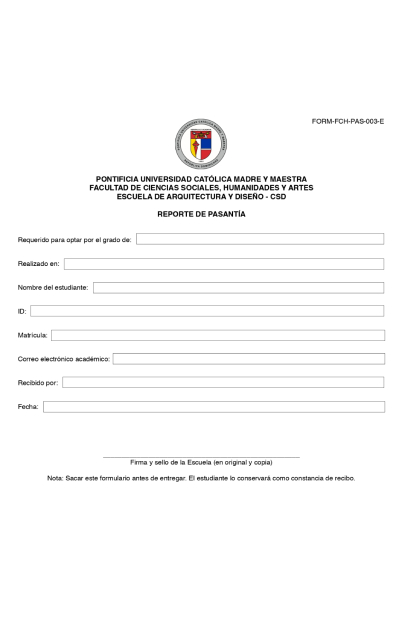 FORM-FCH-PAS-003-E
PONTIFICIA UNIVERSIDAD CATÓLICA MADRE Y MAESTRA
FACULTAD DE CIENCIAS SOCIALES, HUMANIDADES Y ARTES
ESCUELA DE ARQUITECTURA Y DISEÑO - CSD
REPORTE DE PASANTÍA
Requerido para optar por el grado de:
Realizado en:
Nombre del estudiante:
ID:
Matrícula:
Correo electrónico académico:
Recibido por:
Fecha:
Firma y sello de la Escuela (en original y copia)
Nota: Sacar este formulario antes de entregar. El estudiante lo conservará como constancia de recibo.